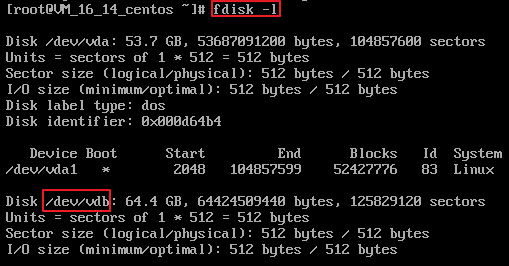 [root@VM_16_14_centos ~]# fdisk -l
Disk /dev/vda: 53.7 GB, 53687091200 bytes, 104857600 sectors
Units = sectors of 1 * 512 = 512 bytes
Sector size (logical/physical): 512 bytes / 512 bytes
I/O size (minimum/optimal): 512 bytes / 512 bytes
Disk label type: dos
Disk identifier: 0x000d64b4
Device Boot Start End Blocks Id System
/dev/vda1 * 2048 104857599 52427776 83 Linux
Disk /dev/vdb: 64.4 GB, 64424509440 bytes, 125829120 sectors
Units = sectors of 1 * 512 = 512 bytes
Sector size (logical/physical): 512 bytes / 512 bytes
I/O size (minimum/optimal): 512 bytes / 512 bytes